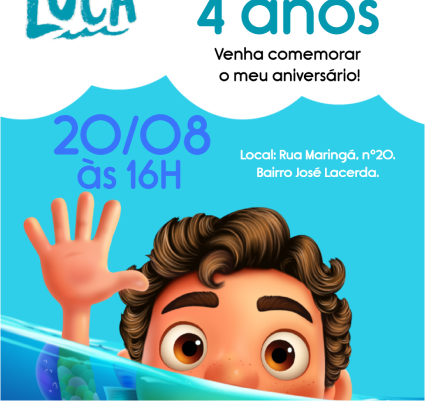 LUCA
4 anos
Venha comemorar
o meu aniversário!
20/08
às 16H
Local: Rua Maringá, nº20.
Bairro José Lacerda.